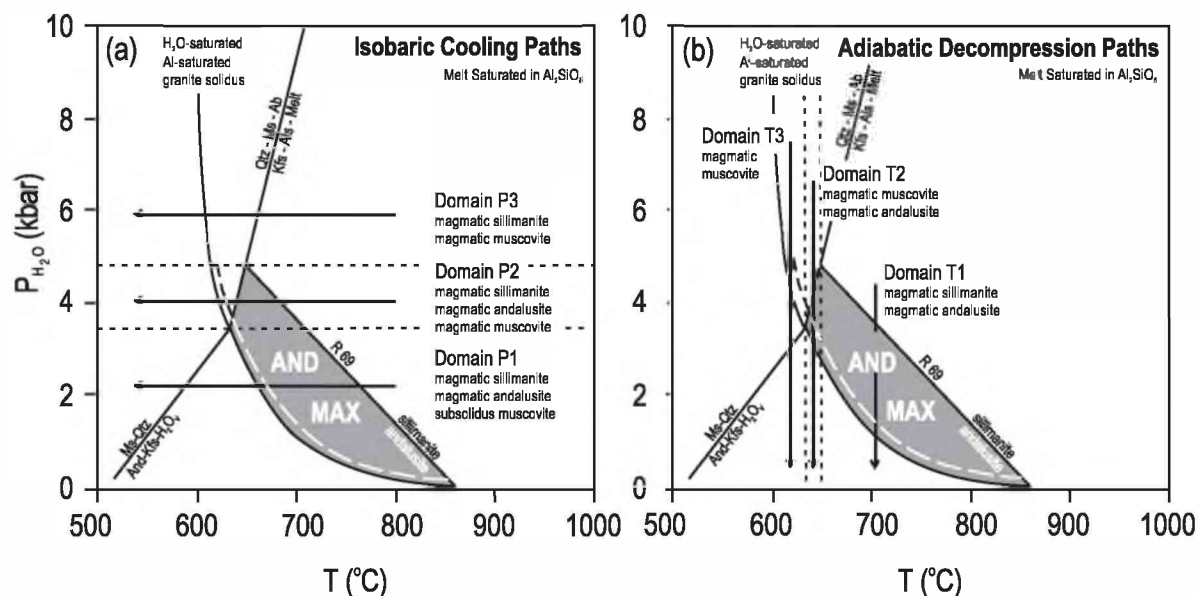 (a)
H₂O-saturated
Al-saturated
granite solidus
Isobaric Cooling Paths
Melt Saturated in Al₂SiO₅
Qtz - Ms - Ab
Kfs - Als - Melt
Domain P3
magmatic sillimanite
magmatic muscovite
Domain P2
magmatic sillimanite
magmatic andalusite
magmatic muscovite
Domain P1
magmatic sillimanite
magmatic andalusite
subsolidus muscovite
AND
MAX
R 69
sillimanite
andalusite
Ms-Qtz
And-Kfs-H₂Oᵥ
P H₂O (kbar)
10
8
6
4
2
0
500
600
700
800
900
1000
T (°C)
(b)
H₂O-saturated
Al-saturated
granite solidus
Adiabatic Decompression Paths
Melt Saturated in Al₂SiO₅
Qtz - Ms - Ab
Kfs - Als - Melt
Domain T3
magmatic
muscovite
Domain T2
magmatic muscovite
magmatic andalusite
Domain T1
magmatic sillimanite
magmatic andalusite
AND
MAX
R 69
sillimanite
andalusite
Ms-Qtz
And-Kfs-H₂Oᵥ
10
8
6
4
2
0
500
600
700
800
900
1000
T (°C)